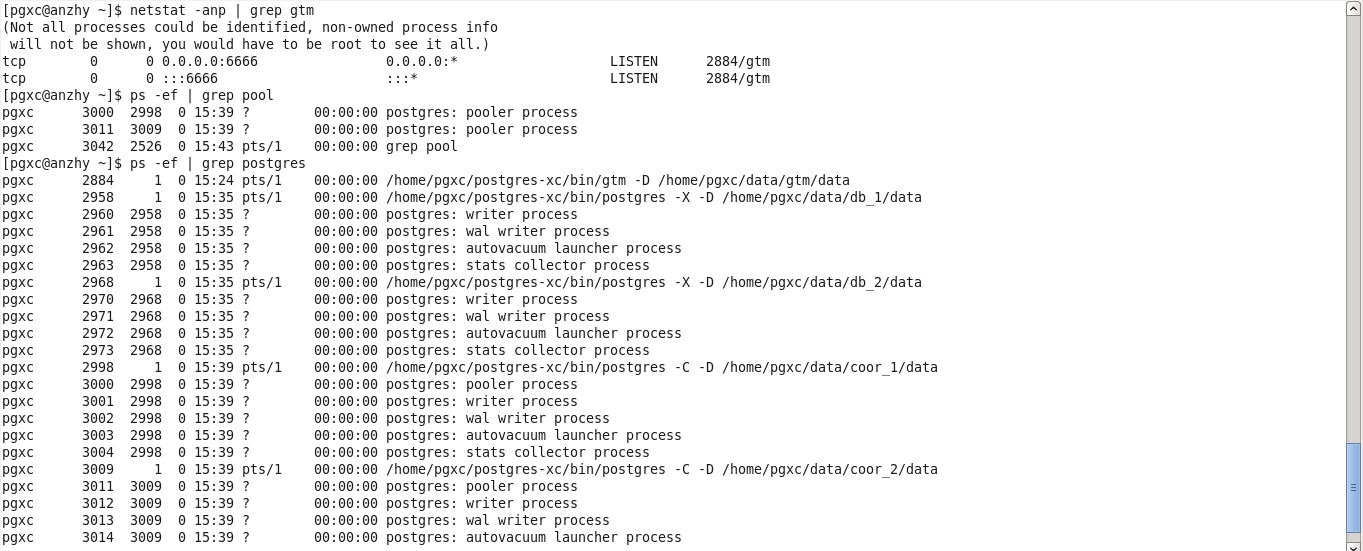 [pgxc@anzhy ~]$ netstat -anp | grep gtm
(Not all processes could be identified, non-owned process info
 will not be shown, you would have to be root to see it all.)
tcp        0      0 0.0.0.0:6666                0.0.0.0:*                   LISTEN      2884/gtm
tcp        0      0 :::6666                     :::*                        LISTEN      2884/gtm
[pgxc@anzhy ~]$ ps -ef | grep pool
pgxc      3000  2998  0 15:39 ?        00:00:00 postgres: pooler process
pgxc      3011  3009  0 15:39 ?        00:00:00 postgres: pooler process
pgxc      3042  2526  0 15:43 pts/1    00:00:00 grep pool
[pgxc@anzhy ~]$ ps -ef | grep postgres
pgxc      2884     1  0 15:24 pts/1    00:00:00 /home/pgxc/postgres-xc/bin/gtm -D /home/pgxc/data/gtm/data
pgxc      2958     1  0 15:35 pts/1    00:00:00 /home/pgxc/postgres-xc/bin/postgres -X -D /home/pgxc/data/db_1/data
pgxc      2960  2958  0 15:35 ?        00:00:00 postgres: writer process
pgxc      2961  2958  0 15:35 ?        00:00:00 postgres: wal writer process
pgxc      2962  2958  0 15:35 ?        00:00:00 postgres: autovacuum launcher process
pgxc      2963  2958  0 15:35 ?        00:00:00 postgres: stats collector process
pgxc      2968     1  0 15:35 pts/1    00:00:00 /home/pgxc/postgres-xc/bin/postgres -X -D /home/pgxc/data/db_2/data
pgxc      2970  2968  0 15:35 ?        00:00:00 postgres: writer process
pgxc      2971  2968  0 15:35 ?        00:00:00 postgres: wal writer process
pgxc      2972  2968  0 15:35 ?        00:00:00 postgres: autovacuum launcher process
pgxc      2973  2968  0 15:35 ?        00:00:00 postgres: stats collector process
pgxc      2998     1  0 15:39 pts/1    00:00:00 /home/pgxc/postgres-xc/bin/postgres -C -D /home/pgxc/data/coor_1/data
pgxc      3000  2998  0 15:39 ?        00:00:00 postgres: pooler process
pgxc      3001  2998  0 15:39 ?        00:00:00 postgres: writer process
pgxc      3002  2998  0 15:39 ?        00:00:00 postgres: wal writer process
pgxc      3003  2998  0 15:39 ?        00:00:00 postgres: autovacuum launcher process
pgxc      3004  2998  0 15:39 ?        00:00:00 postgres: stats collector process
pgxc      3009     1  0 15:39 pts/1    00:00:00 /home/pgxc/postgres-xc/bin/postgres -C -D /home/pgxc/data/coor_2/data
pgxc      3011  3009  0 15:39 ?        00:00:00 postgres: pooler process
pgxc      3012  3009  0 15:39 ?        00:00:00 postgres: writer process
pgxc      3013  3009  0 15:39 ?        00:00:00 postgres: wal writer process
pgxc      3014  3009  0 15:39 ?        00:00:00 postgres: autovacuum launcher process